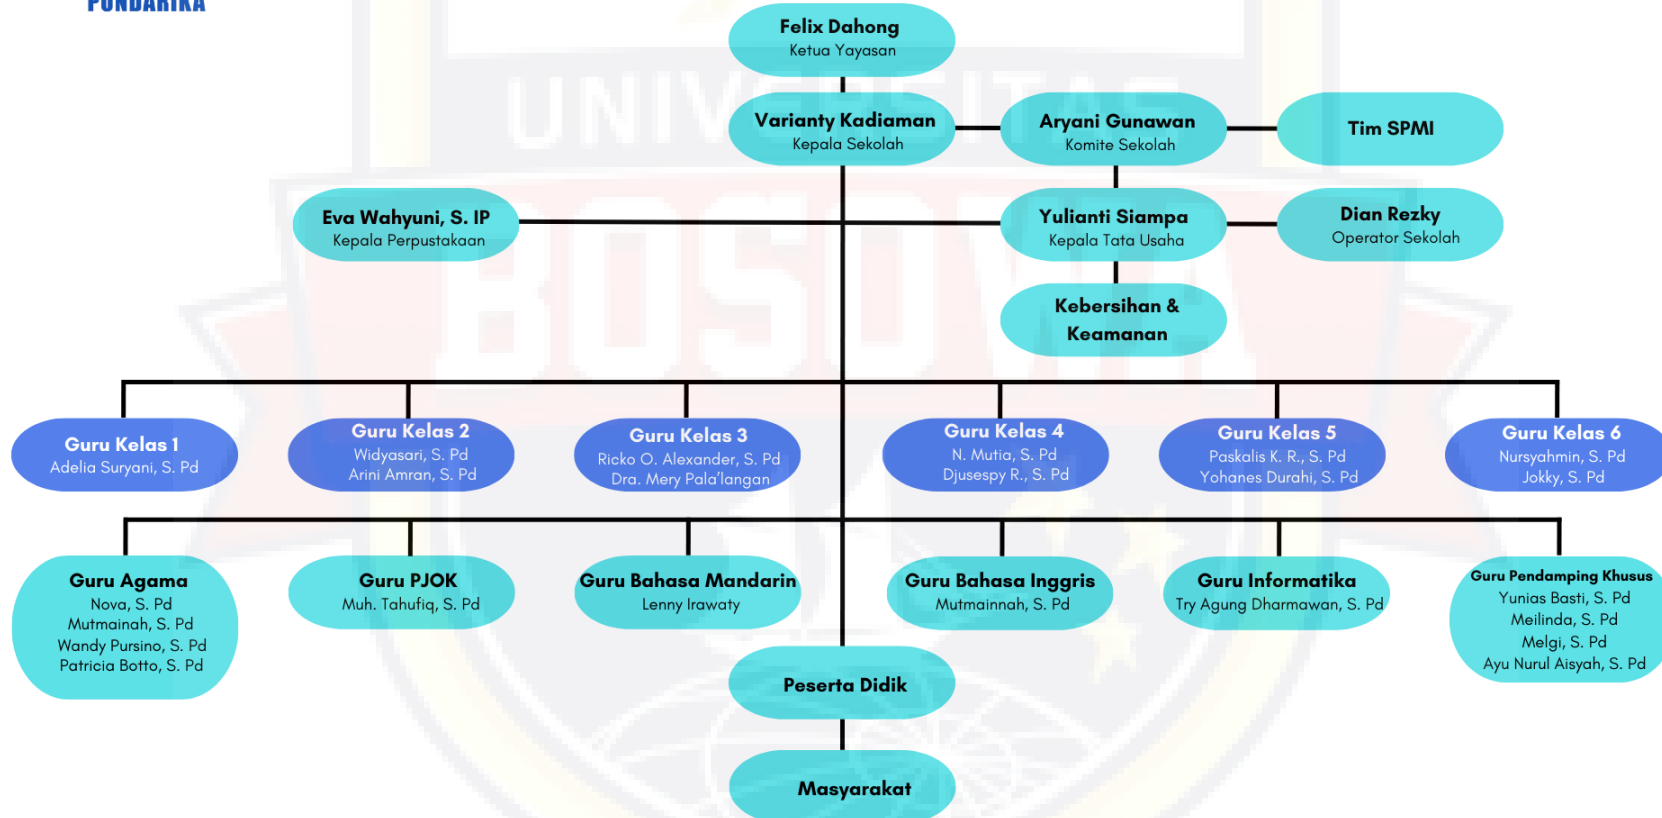 PUNDARIKA
UNIVERSITAS
BOSOWA
Felix Dahong
Ketua Yayasan
Varianty Kadiaman
Kepala Sekolah
Aryani Gunawan
Komite Sekolah
Tim SPMI
Eva Wahyuni, S. IP
Kepala Perpustakaan
Yulianti Siampa
Kepala Tata Usaha
Dian Rezky
Operator Sekolah
Kebersihan &
Keamanan
Guru Kelas 1
Adelia Suryani, S. Pd
Guru Kelas 2
Widyasari, S. Pd
Arini Amran, S. Pd
Guru Kelas 3
Ricko O. Alexander, S. Pd
Dra. Mery Pala’langan
Guru Kelas 4
N. Mutia, S. Pd
Djusespy R., S. Pd
Guru Kelas 5
Paskalis K. R., S. Pd
Yohanes Durahi, S. Pd
Guru Kelas 6
Nursyahmin, S. Pd
Jokky, S. Pd
Guru Agama
Nova, S. Pd
Mutmainah, S. Pd
Wandy Pursino, S. Pd
Patricia Botto, S. Pd
Guru PJOK
Muh. Tahufiq, S. Pd
Guru Bahasa Mandarin
Lenny Irawaty
Guru Bahasa Inggris
Mutmainnah, S. Pd
Guru Informatika
Try Agung Dharmawan, S. Pd
Guru Pendamping Khusus
Yunias Basti, S. Pd
Meilinda, S. Pd
Melgi, S. Pd
Ayu Nurul Aisyah, S. Pd
Peserta Didik
Masyarakat